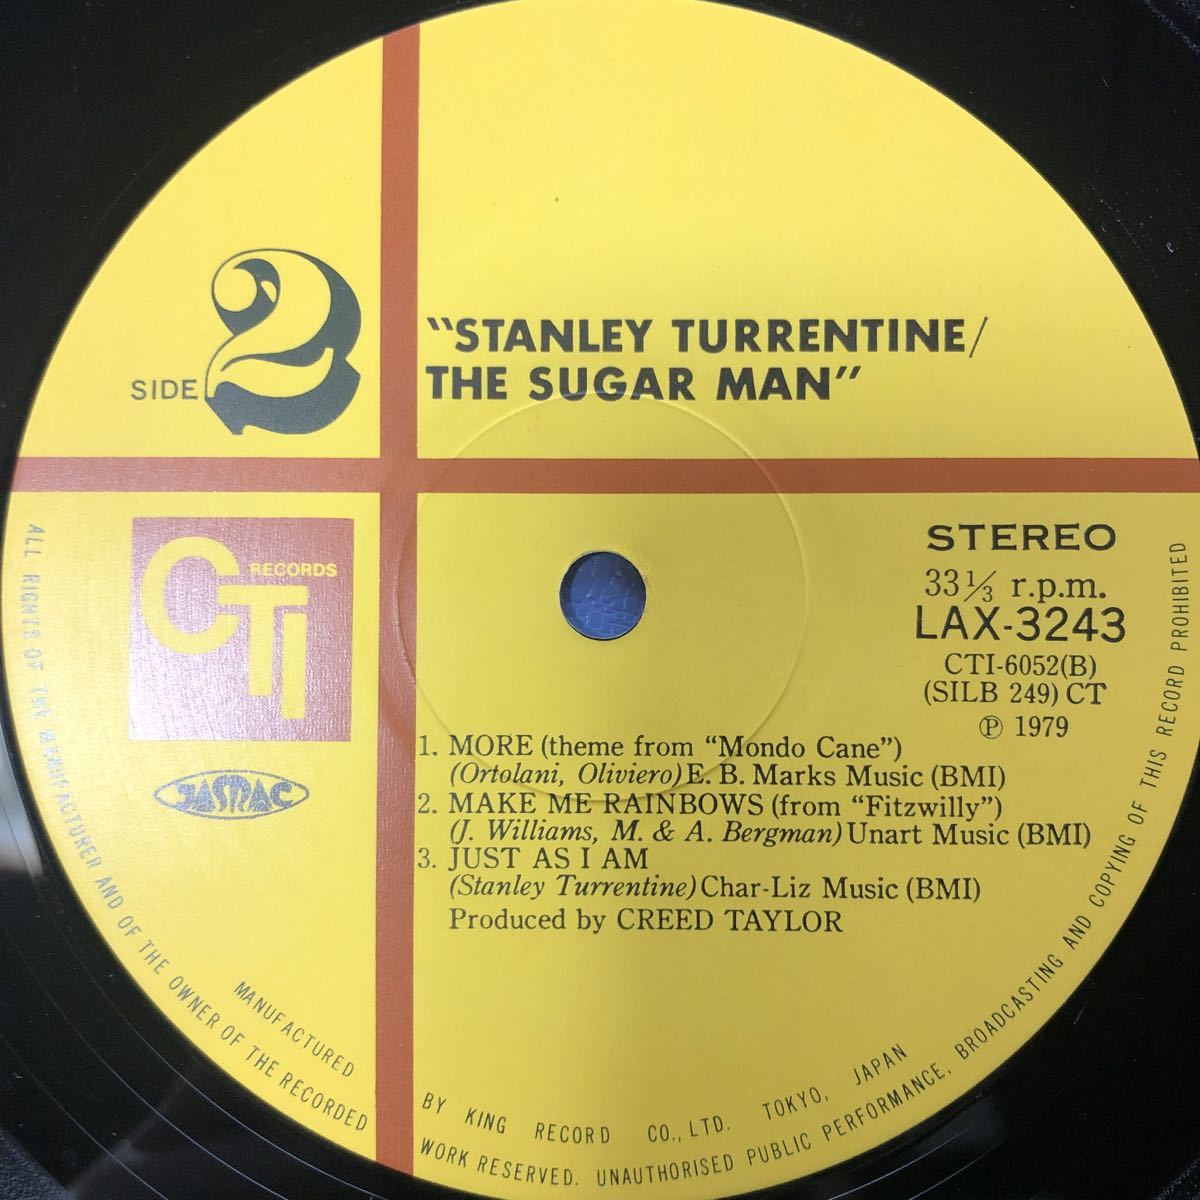 SIDE 2
"STANLEY TURRENTINE/
THE SUGAR MAN"
CTI RECORDS
JASRAC
STEREO
33⅓ r.p.m.
LAX-3243
CTI-6052(B)
(SILB 249) CT
Ⓟ 1979
1. MORE (theme from “Mondo Cane”)
(Ortolani, Oliviero) E. B. Marks Music (BMI)
2. MAKE ME RAINBOWS (from “Fitzwilly”)
(J. Williams, M. & A. Bergman) Unart Music (BMI)
3. JUST AS I AM
(Stanley Turrentine) Char-Liz Music (BMI)
Produced by CREED TAYLOR
MANUFACTURED BY KING RECORD CO., LTD. TOKYO, JAPAN
ALL RIGHTS OF THE MANUFACTURER AND OF THE OWNER OF THE RECORDED WORK RESERVED. UNAUTHORISED PUBLIC PERFORMANCE, BROADCASTING AND COPYING OF THIS RECORD PROHIBITED